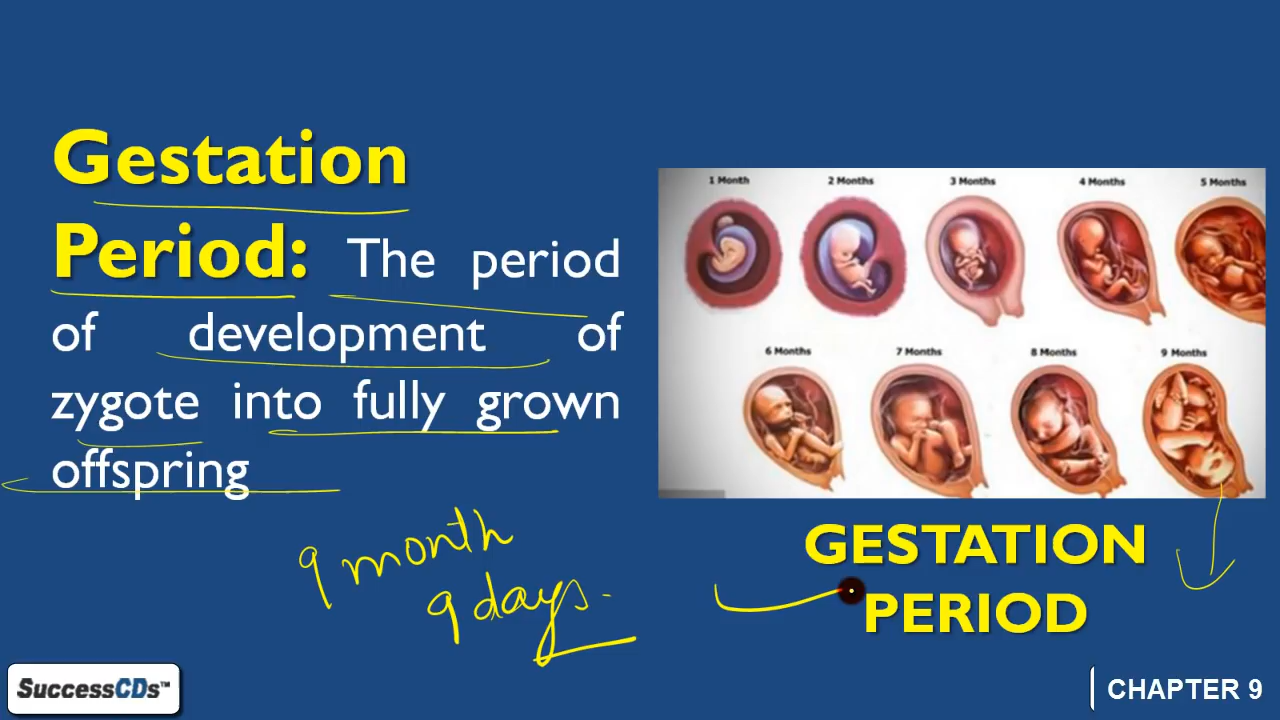 Gestation
Period: The period
of development of
zygote into fully grown
offspring
9 month
9 days.
1 Month
2 Months
3 Months
4 Months
5 Months
6 Months
7 Months
8 Months
9 Months
GESTATION
PERIOD
SuccessCDs™
CHAPTER 9